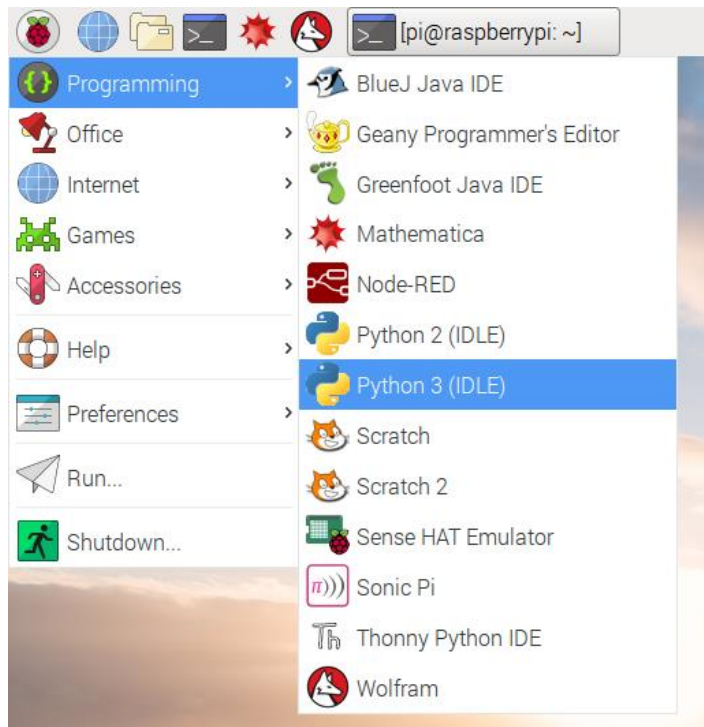 [pi@raspberrypi: ~]
Programming
Office
Internet
Games
Accessories
Help
Preferences
Run...
Shutdown...
BlueJ Java IDE
Geany Programmer's Editor
Greenfoot Java IDE
Mathematica
Node-RED
Python 2 (IDLE)
Python 3 (IDLE)
Scratch
Scratch 2
Sense HAT Emulator
Sonic Pi
Thonny Python IDE
Wolfram